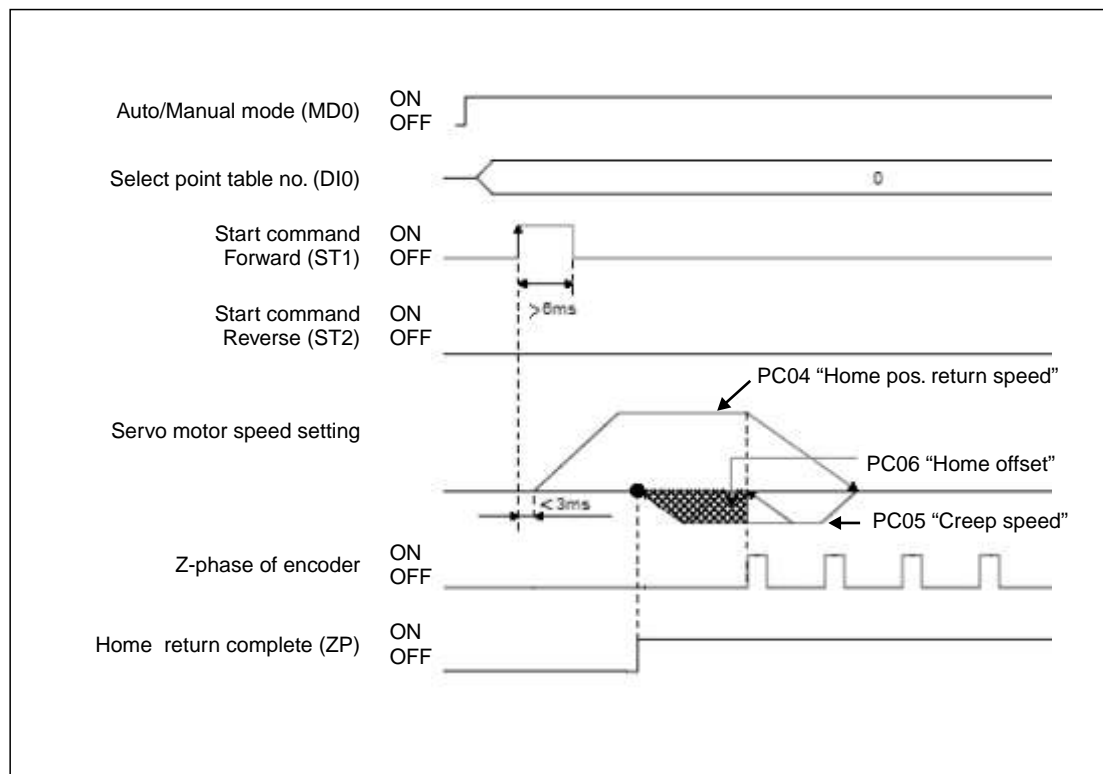 Auto/Manual mode (MD0)
ON
OFF
Select point table no. (DI0)
0
Start command
Forward (ST1)
ON
OFF
>6ms
Start command
Reverse (ST2)
ON
OFF
PC04 “Home pos. return speed”
Servo motor speed setting
PC06 “Home offset”
<3ms
PC05 “Creep speed”
Z-phase of encoder
ON
OFF
Home return complete (ZP)
ON
OFF